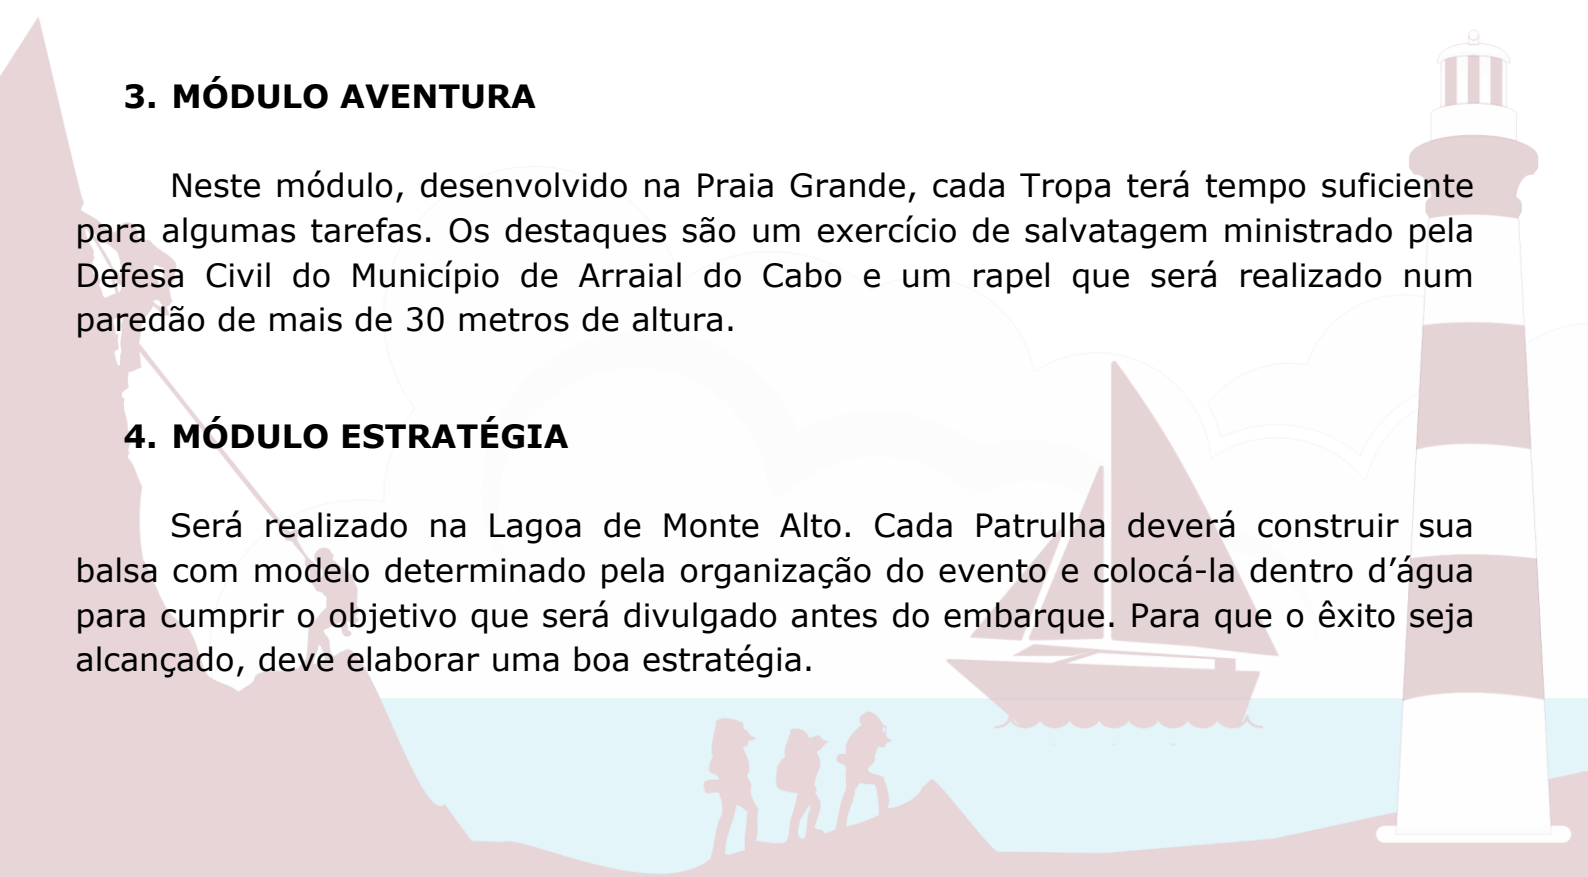 3. MÓDULO AVENTURA
Neste módulo, desenvolvido na Praia Grande, cada Tropa terá tempo suficiente
para algumas tarefas. Os destaques são um exercício de salvatagem ministrado pela
Defesa Civil do Município de Arraial do Cabo e um rapel que será realizado num
paredão de mais de 30 metros de altura.
4. MÓDULO ESTRATÉGIA
Será realizado na Lagoa de Monte Alto. Cada Patrulha deverá construir sua
balsa com modelo determinado pela organização do evento e colocá-la dentro d’água
para cumprir o objetivo que será divulgado antes do embarque. Para que o êxito seja
alcançado, deve elaborar uma boa estratégia.